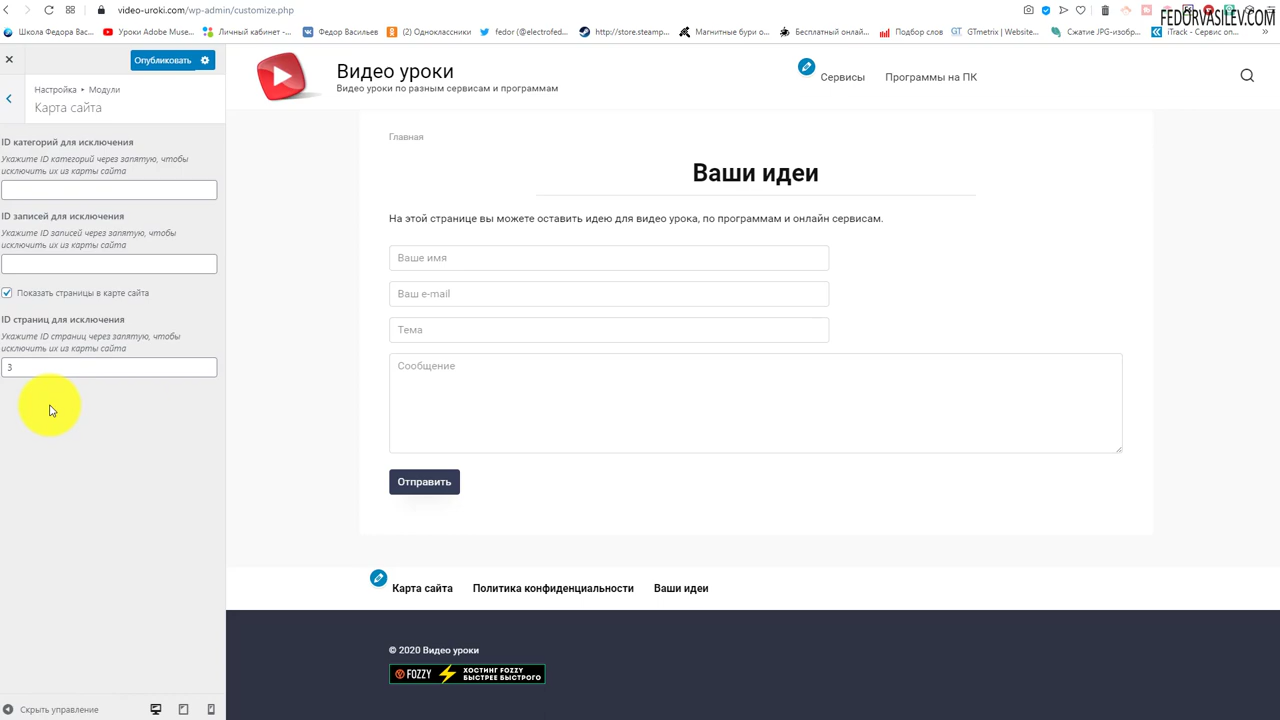 video-uroki.com/wp-admin/customize.php
FEDORVASILEV.COM
Школа Федора Вас...
Уроки Adobe Muse...
Личный кабинет -...
Федор Васильев
(2) Одноклассники
fedor (@electrofed...
http://store.steamp...
Магнитные бури о...
Бесплатный онлай...
Подбор слов
GTmetrix | Website...
Сжатие JPG-изобр...
iTrack - Сервис оп...
Опубликовать
Настройка ▸ Модули
Карта сайта
ID категорий для исключения
Укажите ID категорий через запятую, чтобы
исключить их из карты сайта
ID записей для исключения
Укажите ID записей через запятую, чтобы
исключить их из карты сайта
Показать страницы в карте сайта
ID страниц для исключения
Укажите ID страниц через запятую, чтобы
исключить их из карты сайта
3
Скрыть управление
Видео уроки
Видео уроки по разным сервисам и программам
Сервисы
Программы на ПК
Главная
Ваши идеи
На этой странице вы можете оставить идею для видео урока, по программам и онлайн сервисам.
Ваше имя
Ваш e-mail
Тема
Сообщение
Отправить
Карта сайта
Политика конфиденциальности
Ваши идеи
© 2020 Видео уроки
FOZZY
ХОСТИНГ FOZZY
БЫСТРЕЕ БЫСТРОГО